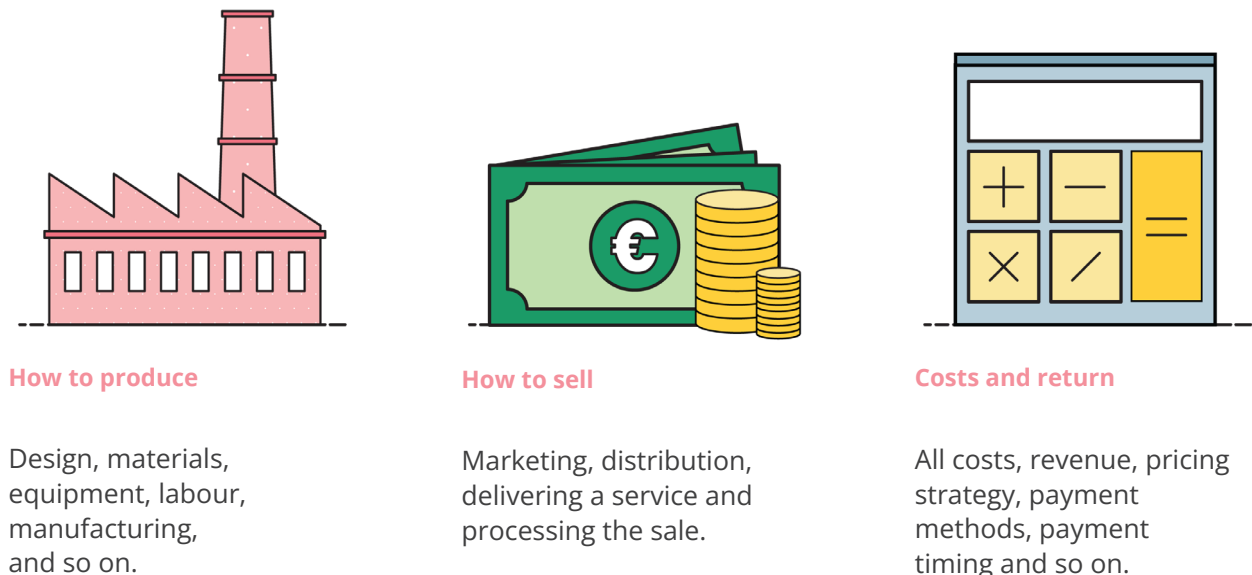 €
How to produce
Design, materials,
equipment, labour,
manufacturing,
and so on.
How to sell
Marketing, distribution,
delivering a service and
processing the sale.
Costs and return
All costs, revenue, pricing
strategy, payment
methods, payment
timing and so on.